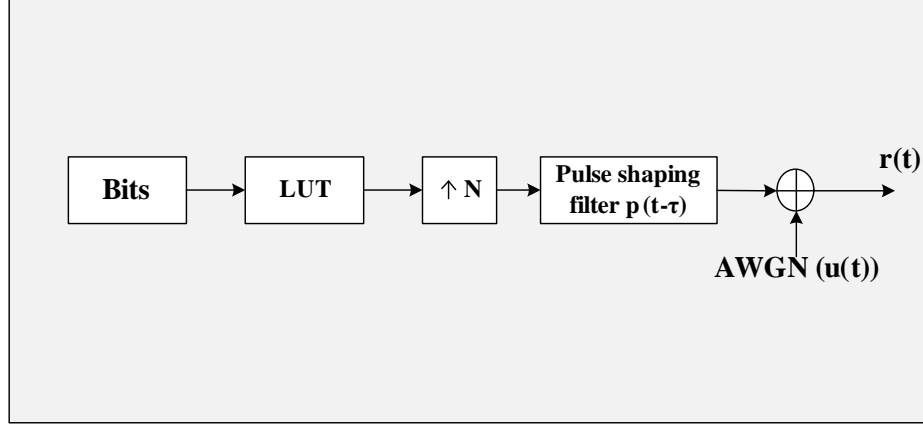 Bits
LUT
↑ N
Pulse shaping
filter p (t-τ)
r(t)
AWGN (u(t))